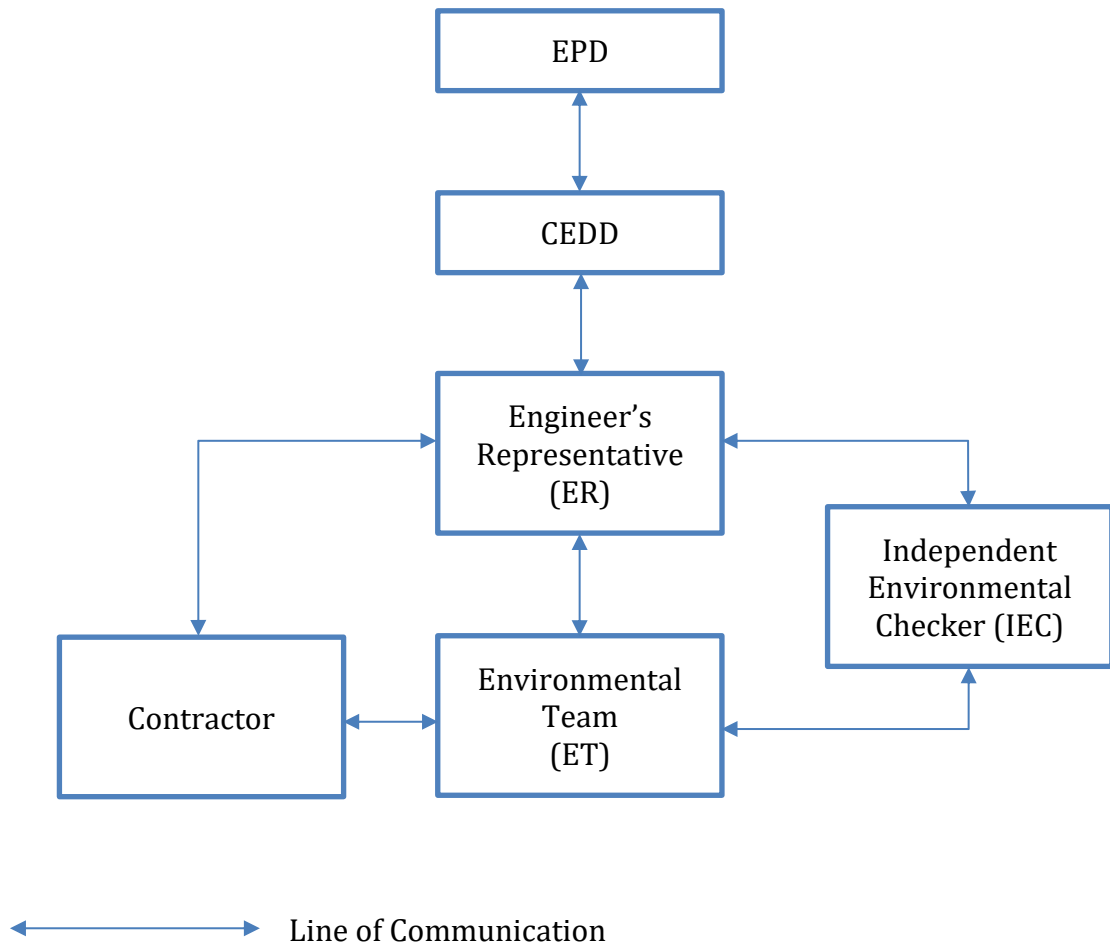 EPD
CEDD
Engineer’s
Representative
(ER)
Independent
Environmental
Checker (IEC)
Contractor
Environmental
Team
(ET)
Line of Communication